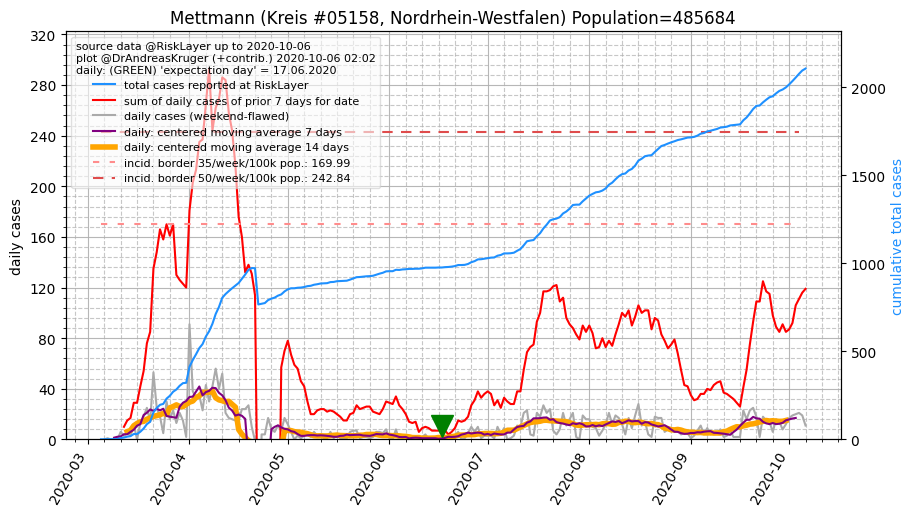 Mettmann (Kreis #05158, Nordrhein-Westfalen) Population=485684
source data @RiskLayer up to 2020-10-06
plot @DrAndreasKruger (+contrib.) 2020-10-06 02:02
daily: (GREEN) 'expectation day' = 17.06.2020
total cases reported at RiskLayer
sum of daily cases of prior 7 days for date
daily cases (weekend-flawed)
daily: centered moving average 7 days
daily: centered moving average 14 days
incid. border 35/week/100k pop.: 169.99
incid. border 50/week/100k pop.: 242.84
daily cases
320
280
240
200
160
120
80
40
0
cumulative total cases
2000
1500
1000
500
0
2020-03
2020-04
2020-05
2020-06
2020-07
2020-08
2020-09
2020-10